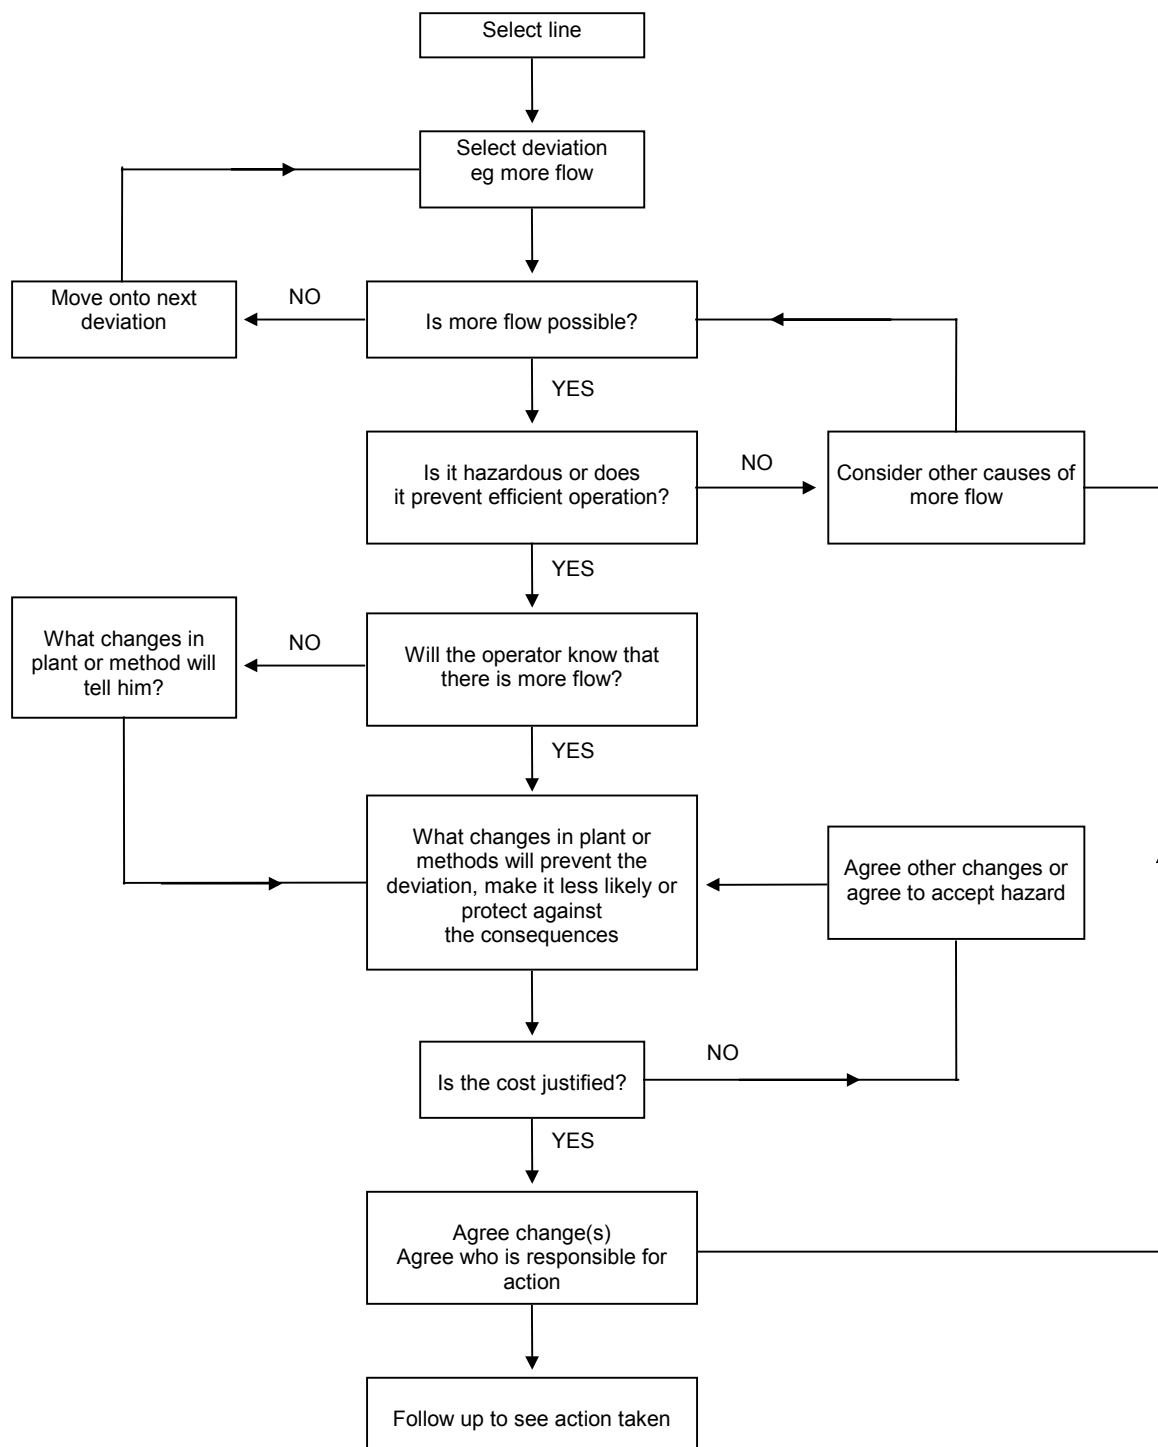 Select line
Select deviation
eg more flow
Move onto next
deviation
NO
Is more flow possible?
YES
Is it hazardous or does
it prevent efficient operation?
NO
Consider other causes of
more flow
YES
What changes in
plant or method will
tell him?
NO
Will the operator know that
there is more flow?
YES
What changes in plant or
methods will prevent the
deviation, make it less likely or
protect against
the consequences
Agree other changes or
agree to accept hazard
Is the cost justified?
NO
YES
Agree change(s)
Agree who is responsible for
action
Follow up to see action taken